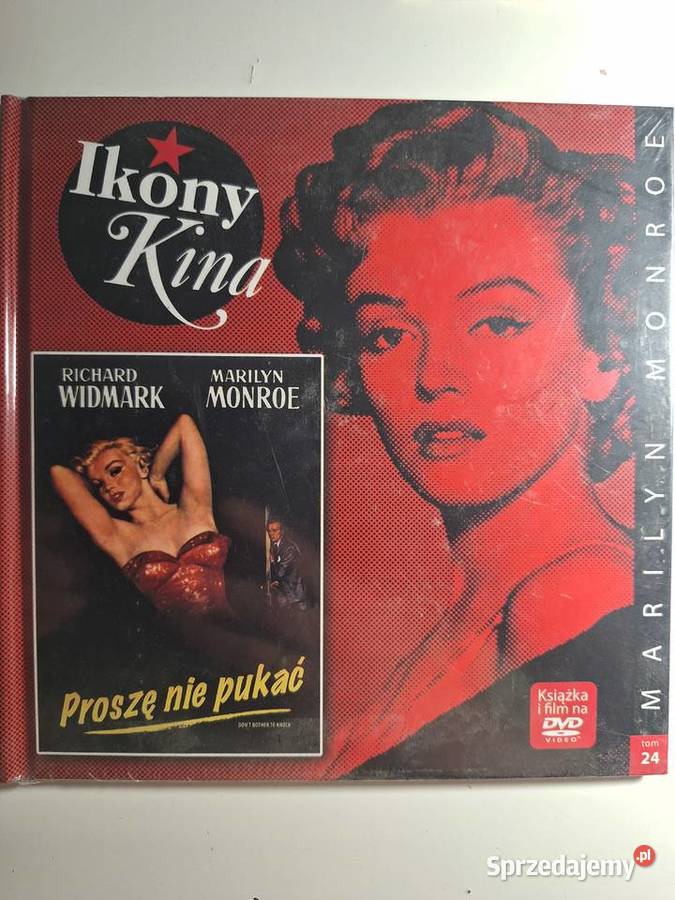 Ikony
Kina
RICHARD
WIDMARK
MARILYN
MONROE
Proszę nie pukać
DON'T BOTHER TO KNOCK
MARILYN MONROE
Książka
i film na
DVD
VIDEO
tom
24
Sprzedajemy.pl